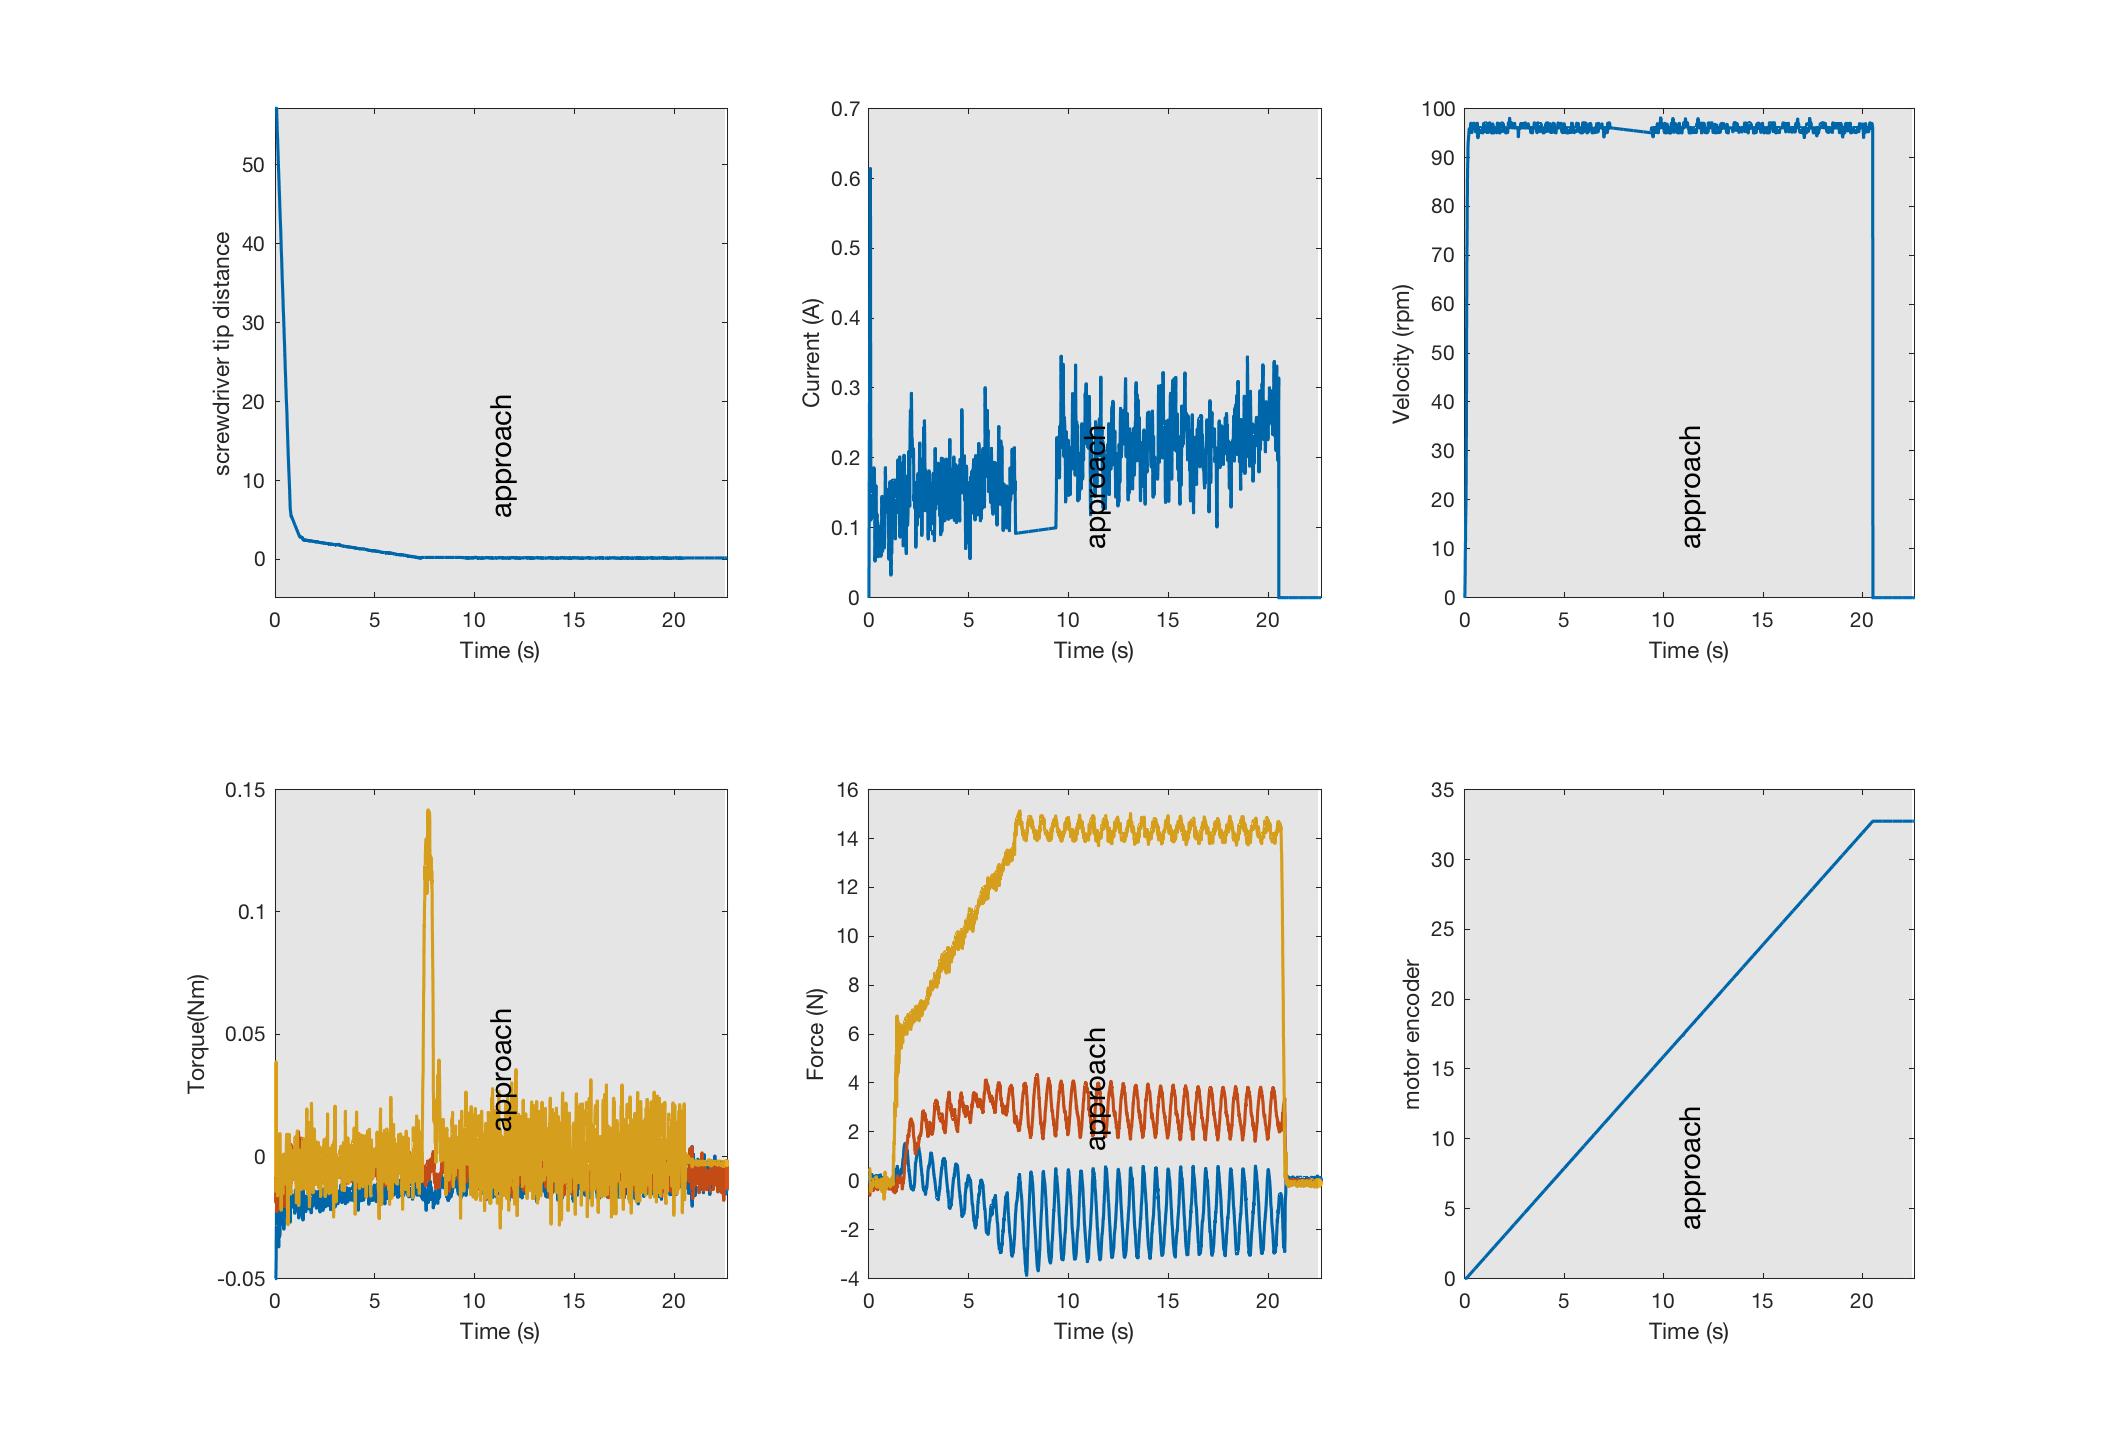 screwdriver tip distance
50
40
30
20
10
0
0 5 10 15 20
Time (s)
approach
Current (A)
0.7
0.6
0.5
0.4
0.3
0.2
0.1
0
0 5 10 15 20
Time (s)
approach
Velocity (rpm)
100
90
80
70
60
50
40
30
20
10
0
0 5 10 15 20
Time (s)
approach
Torque(Nm)
0.15
0.1
0.05
0
-0.05
0 5 10 15 20
Time (s)
approach
Force (N)
16
14
12
10
8
6
4
2
0
-2
-4
0 5 10 15 20
Time (s)
approach
motor encoder
35
30
25
20
15
10
5
0
0 5 10 15 20
Time (s)
approach